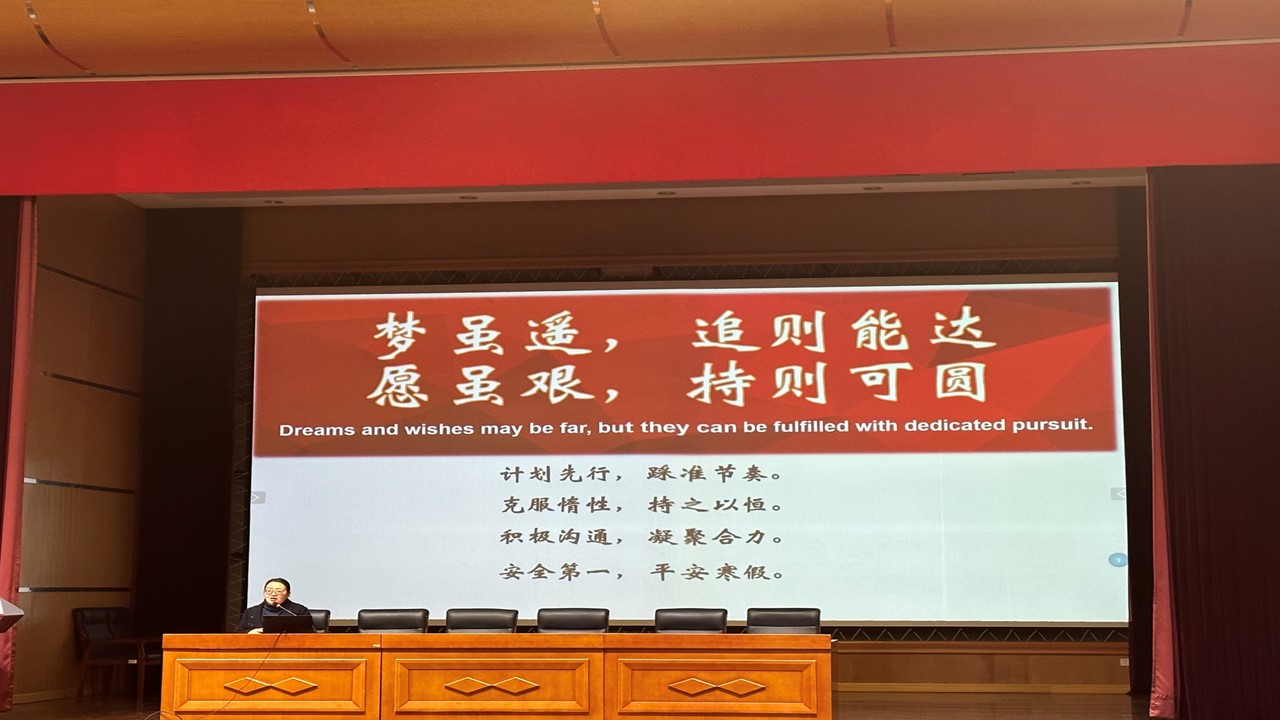 梦虽遥，追则能达
愿虽艰，持则可圆
Dreams and wishes may be far, but they can be fulfilled with dedicated pursuit.
计划先行，踩准节奏。
克服惰性，持之以恒。
积极沟通，凝聚合力。
安全第一，平安寒假。